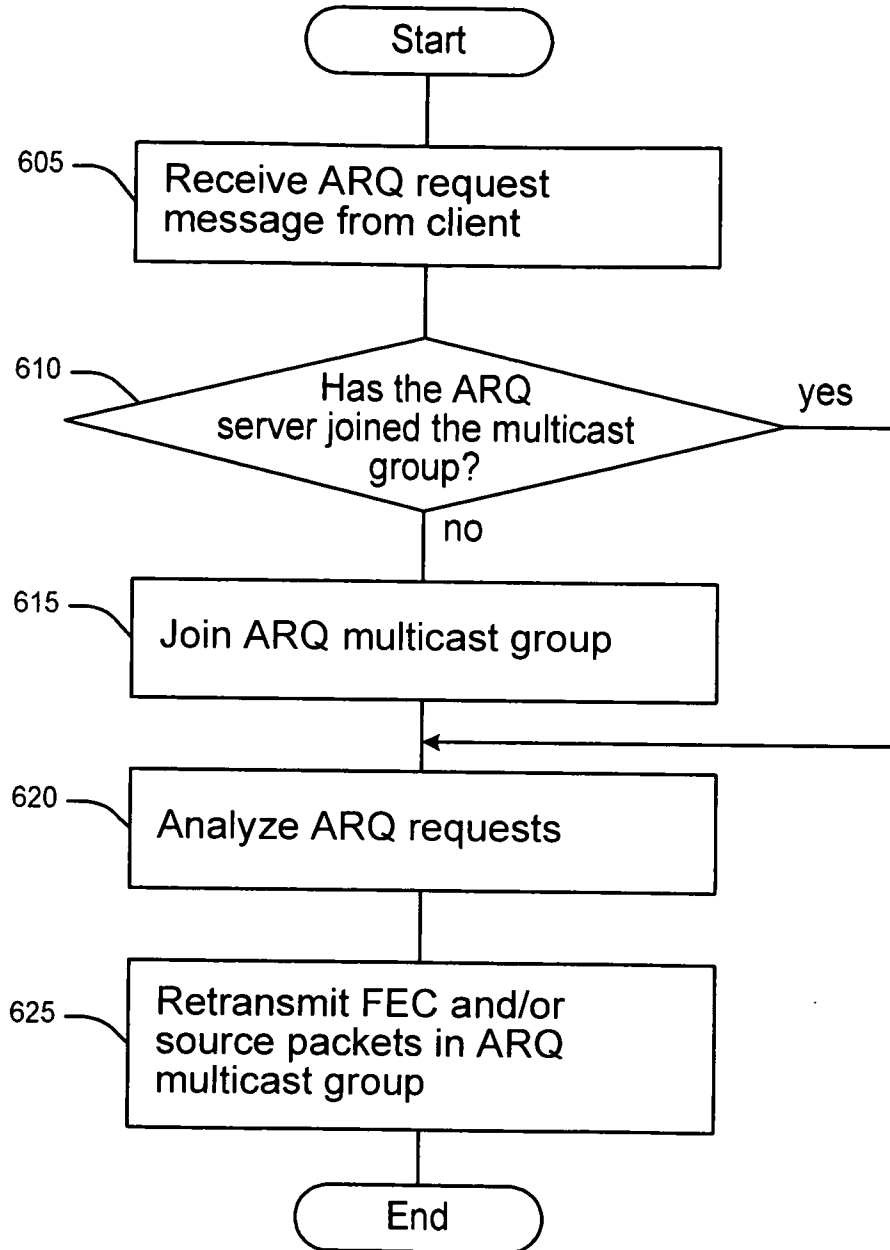 Start
605
Receive ARQ request
message from client
610
Has the ARQ
server joined the multicast
group?
yes
no
615
Join ARQ multicast group
620
Analyze ARQ requests
625
Retransmit FEC and/or
source packets in ARQ
multicast group
End